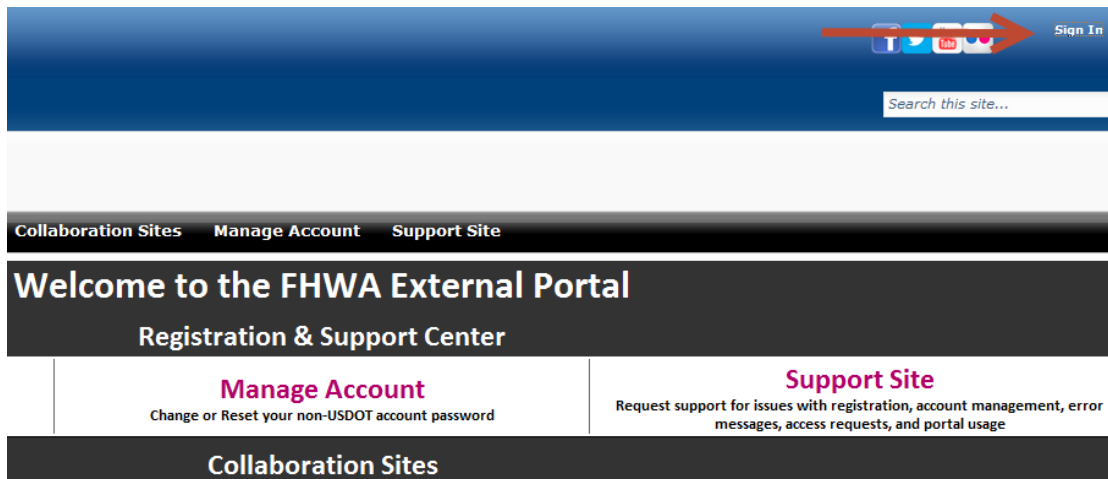 Sign In
You Tube
Search this site...
Collaboration Sites Manage Account Support Site
Welcome to the FHWA External Portal
Registration & Support Center
Manage Account
Change or Reset your non-USDOT account password
Support Site
Request support for issues with registration, account management, error
messages, access requests, and portal usage
Collaboration Sites